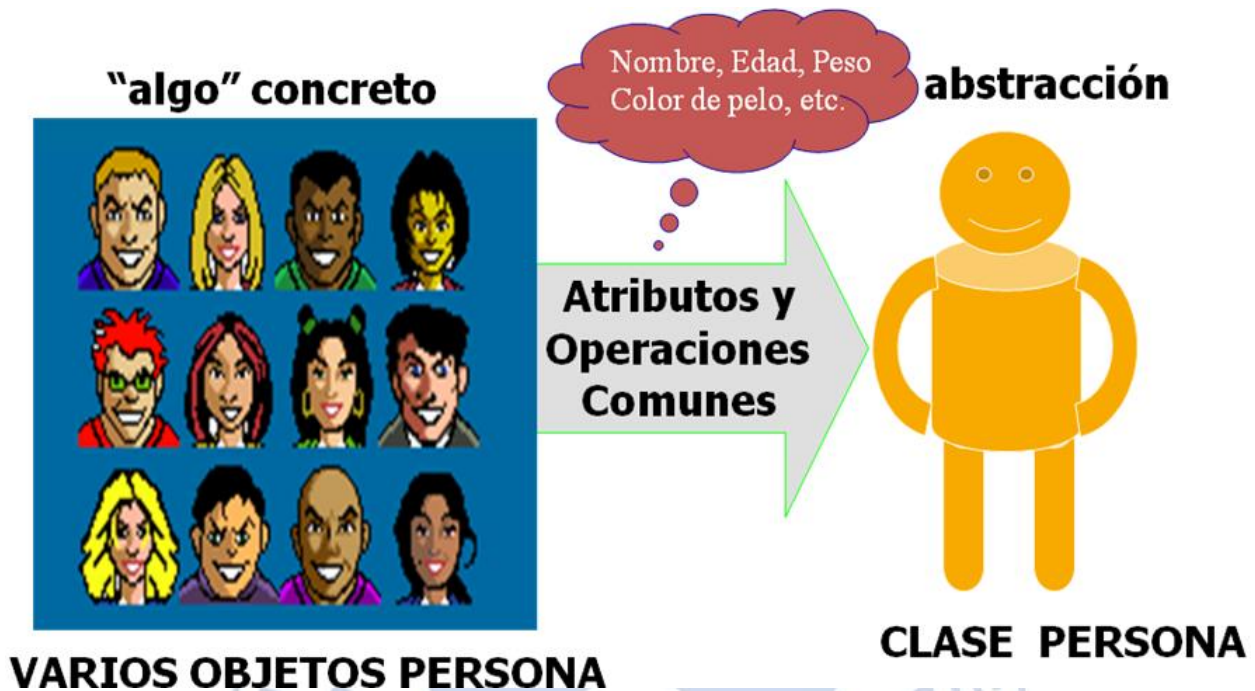 "algo" concreto
Nombre, Edad, Peso
Color de pelo, etc.
abstracción
Atributos y
Operaciones
Comunes
VARIOS OBJETOS PERSONA
CLASE PERSONA